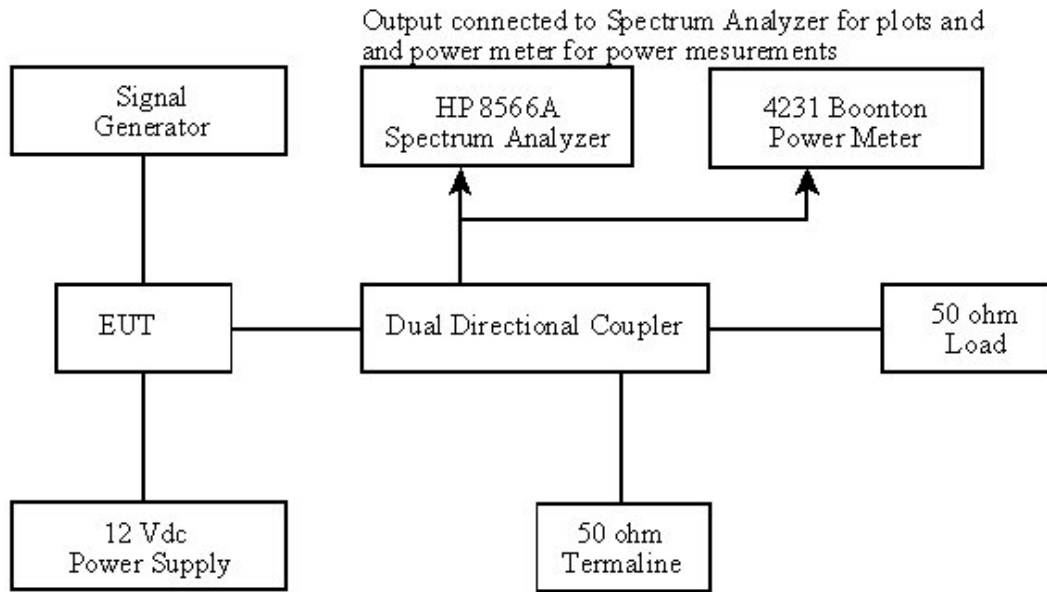 Output connected to Spectrum Analyzer for plots and
and power meter for power mesurements
Signal
Generator
HP 8566A
Spectrum Analyzer
4231 Boonton
Power Meter
EUT
Dual Directional Coupler
50 ohm
Load
12 Vdc
Power Supply
50 ohm
Termaline